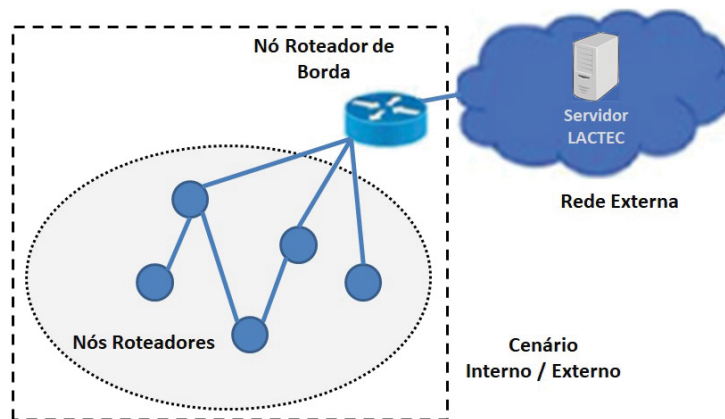 Nó Roteador de
Borda
Servidor
LACTEC
Rede Externa
Nós Roteadores
Cenário
Interno / Externo